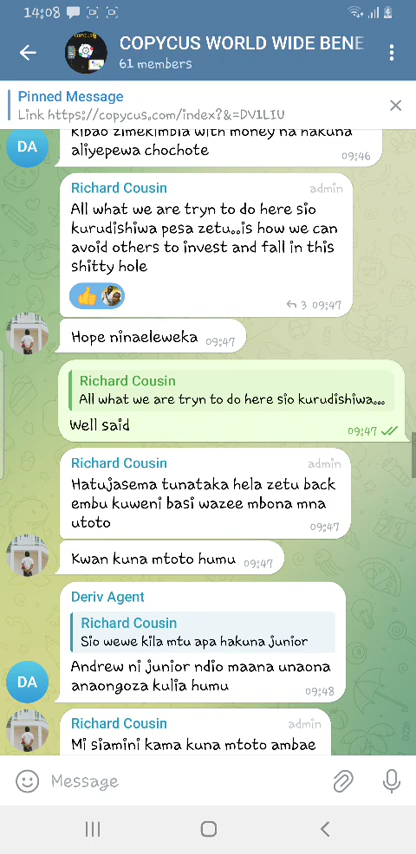 14:08
COPYCUS WORLD WIDE BENE
61 members
Pinned Message
Link https://copycus.com/index?&=DV1LIU
kibao zimekimbia with money na hakuna
aliyepewa chochote
09:46
DA
Richard Cousin admin
All what we are tryn to do here sio
kurudishiwa pesa zetu..is how we can
avoid others to invest and fall in this
shitty hole
3 09:47
Hope ninaeleweka 09:47
Richard Cousin
All what we are tryn to do here sio kurudishiwa...
Well said
09:47
Richard Cousin admin
Hatujasema tunataka hela zetu back
embu kuweni basi wazee mbona mna
utoto
09:47
Kwan kuna mtoto humu 09:47
Deriv Agent
Richard Cousin
Sio wewe kila mtu apa hakuna junior
Andrew ni junior ndio maana unaona
anaongoza kulia humu
09:48
DA
Richard Cousin admin
Mi siamini kama kuna mtoto ambae
Message